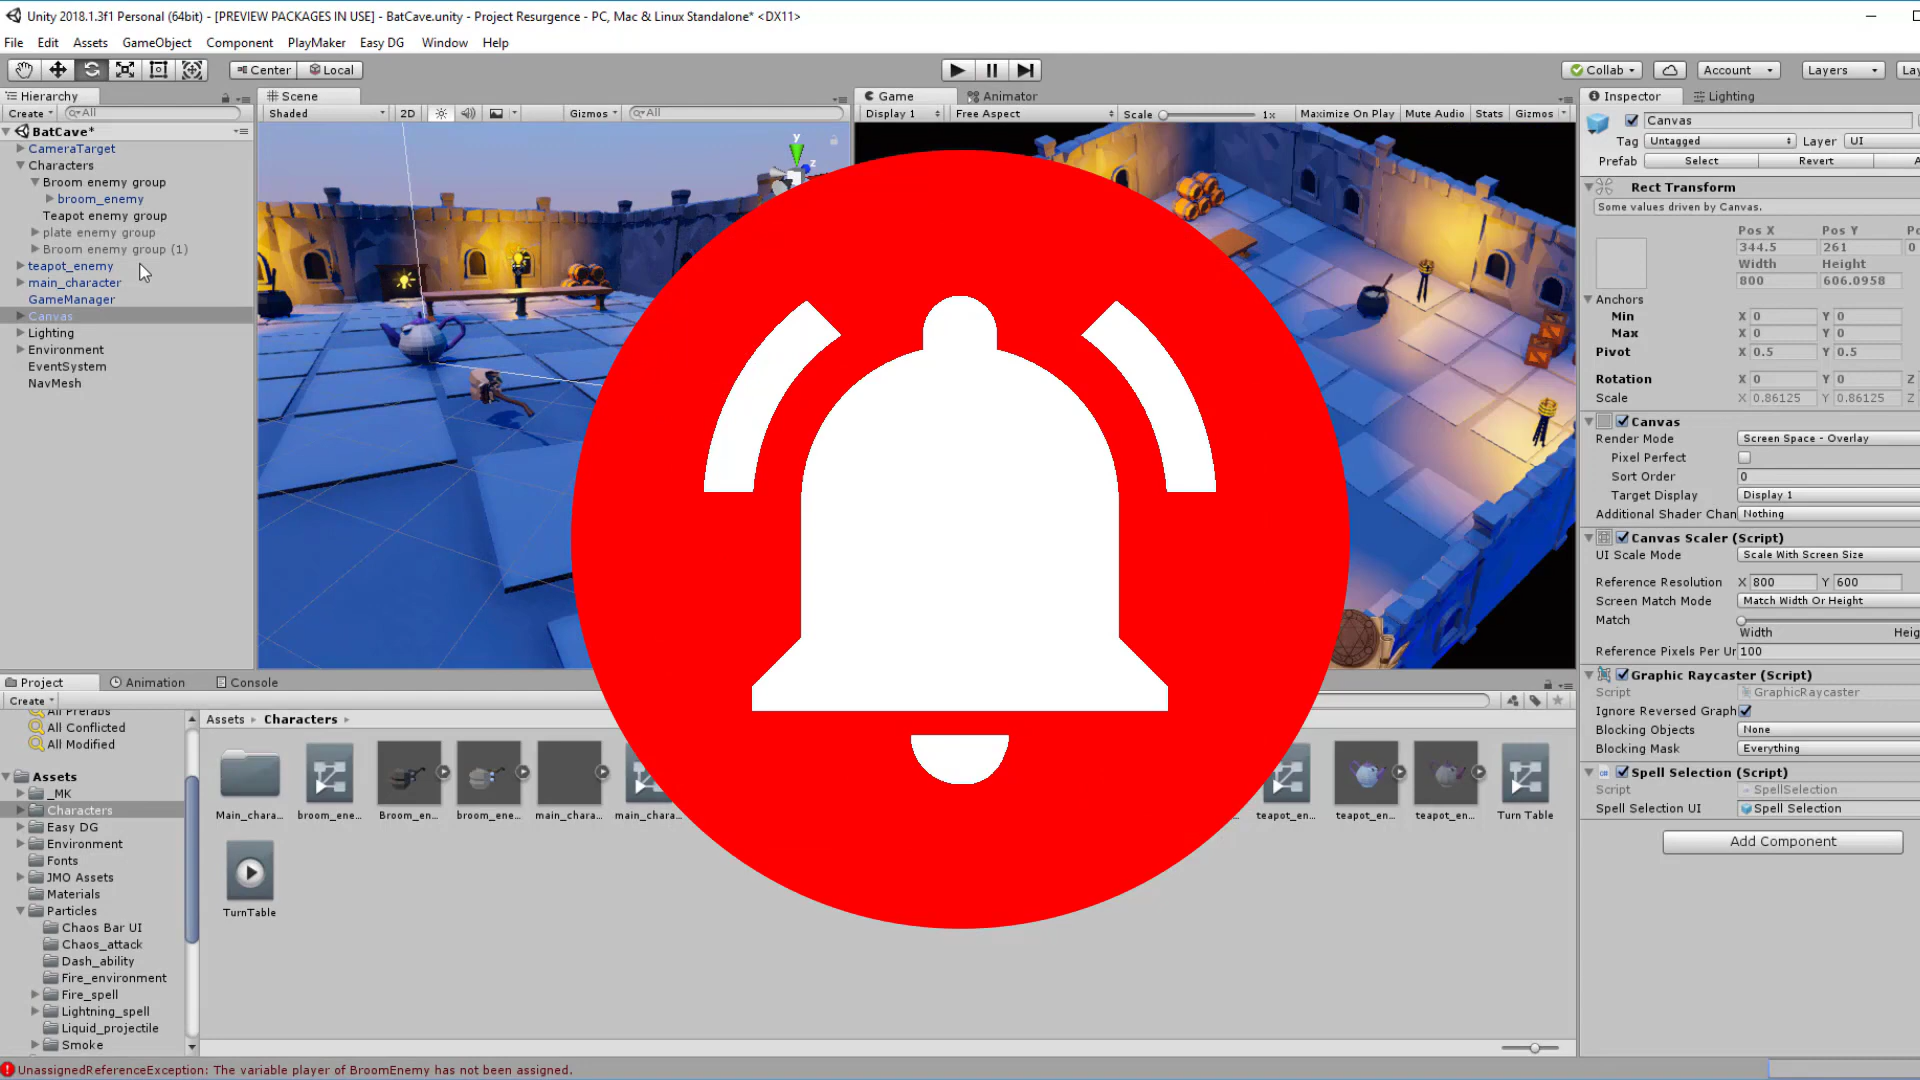 Unity 2018.1.3f1 Personal (64bit) - [PREVIEW PACKAGES IN USE] - BatCave.unity - Project Resurgence - PC, Mac & Linux Standalone* <DX11>
File Edit Assets GameObject Component PlayMaker Easy DG Window Help
Center Local Collab Account Layers Lay
Hierarchy Scene Game Animator Inspector Lighting
Create All Shaded 2D Gizmos All Display 1 Free Aspect Scale 1x Maximize On Play Mute Audio Stats Gizmos
BatCave*
CameraTarget
Characters
Broom enemy group
broom_enemy
Teapot enemy group
plate enemy group
Broom enemy group (1)
teapot_enemy
main_character
GameManager
Canvas
Lighting
Environment
EventSystem
NavMesh
y
z
Canvas
Tag Untagged Layer UI
Prefab Select Revert A
Rect Transform
Some values driven by Canvas.
Pos X Pos Y Po
344.5 261 0
Width Height
800 606.0958
Anchors
Min X 0 Y 0
Max X 0 Y 0
Pivot X 0.5 Y 0.5
Rotation X 0 Y 0 Z
Scale X 0.86125 Y 0.86125 Z
Canvas
Render Mode Screen Space - Overlay
Pixel Perfect
Sort Order 0
Target Display Display 1
Additional Shader Chan Nothing
Canvas Scaler (Script)
UI Scale Mode Scale With Screen Size
Reference Resolution X 800 Y 600
Screen Match Mode Match Width Or Height
Match
Width Heig
Reference Pixels Per Ur 100
Graphic Raycaster (Script)
Script GraphicRaycaster
Ignore Reversed Graph
Blocking Objects None
Blocking Mask Everything
Spell Selection (Script)
Script SpellSelection
Spell Selection UI Spell Selection
Add Component
Project Animation Console
Create
All Prefabs
All Conflicted
All Modified
Assets
_MK
Characters
Easy DG
Environment
Fonts
JMO Assets
Materials
Particles
Chaos Bar UI
Chaos_attack
Dash_ability
Fire_environment
Fire_spell
Lightning_spell
Liquid_projectile
Smoke
Assets Characters
Main_chara... broom_ene... Broom_en... broom_ene... main_chara... main_chara... teapot_en... teapot_en... teapot_en... Turn Table
TurnTable
UnassignedReferenceException: The variable player of BroomEnemy has not been assigned.